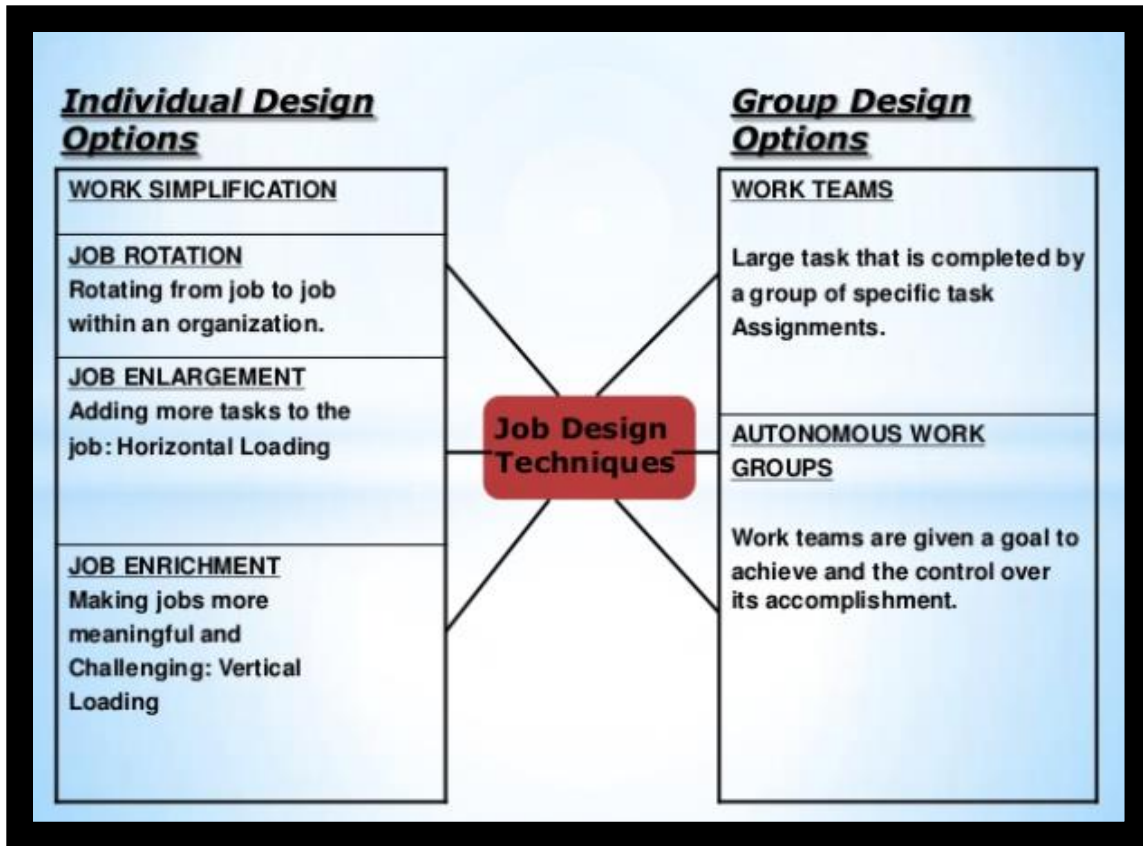 Individual Design
Options
WORK SIMPLIFICATION
JOB ROTATION
Rotating from job to job
within an organization.
JOB ENLARGEMENT
Adding more tasks to the
job: Horizontal Loading
JOB ENRICHMENT
Making jobs more
meaningful and
Challenging: Vertical
Loading
Job Design
Techniques
Group Design
Options
WORK TEAMS
Large task that is completed by
a group of specific task
Assignments.
AUTONOMOUS WORK
GROUPS
Work teams are given a goal to
achieve and the control over
its accomplishment.